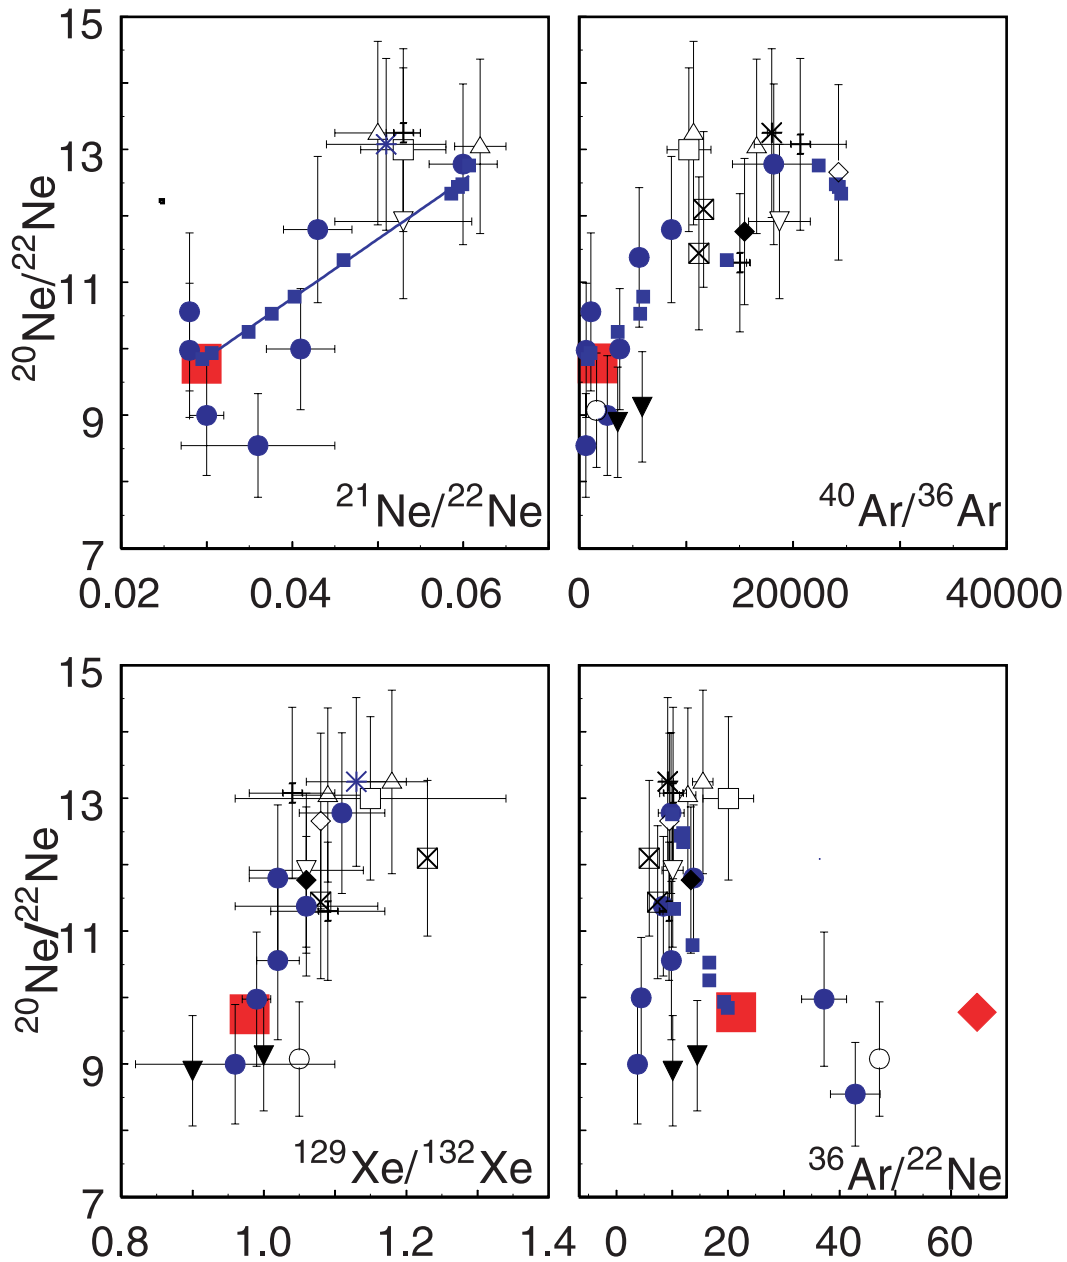 15
13
11
9
7
²⁰Ne/²²Ne
²¹Ne/²²Ne
⁴⁰Ar/³⁶Ar
0.02 0.04 0.06
0 20000 40000
15
13
11
9
7
²⁰Ne/²²Ne
¹²⁹Xe/¹³²Xe
³⁶Ar/²²Ne
0.8 1.0 1.2 1.4
0 20 40 60